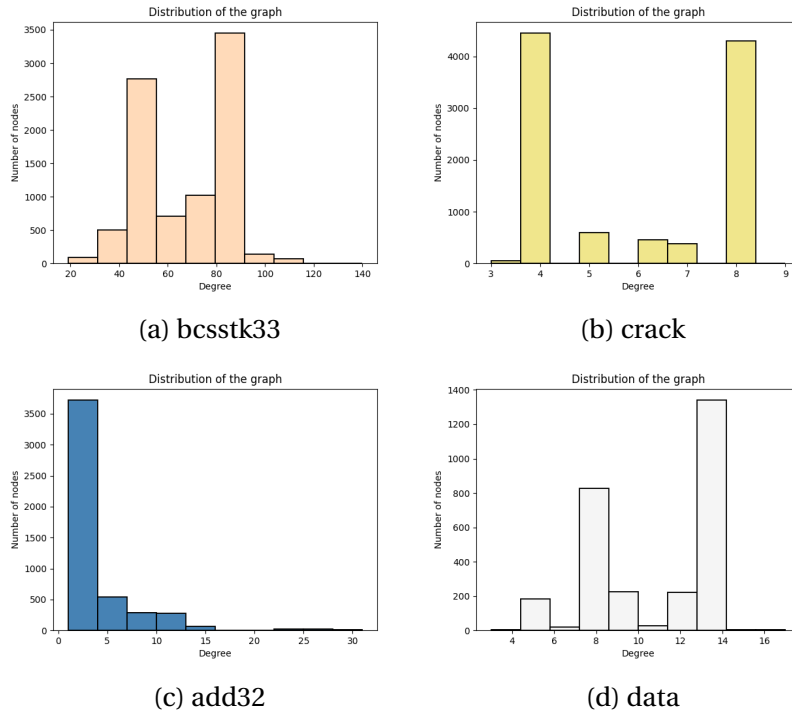 Distribution of the graph
3500
3000
2500
2000
1500
1000
500
0
Number of nodes
20 40 60 80 100 120 140
Degree
(a) bcsstk33
Distribution of the graph
4000
3000
2000
1000
0
Number of nodes
3 4 5 6 7 8 9
Degree
(b) crack
Distribution of the graph
3500
3000
2500
2000
1500
1000
500
0
Number of nodes
0 5 10 15 20 25 30
Degree
(c) add32
Distribution of the graph
1400
1200
1000
800
600
400
200
0
Number of nodes
4 6 8 10 12 14 16
Degree
(d) data